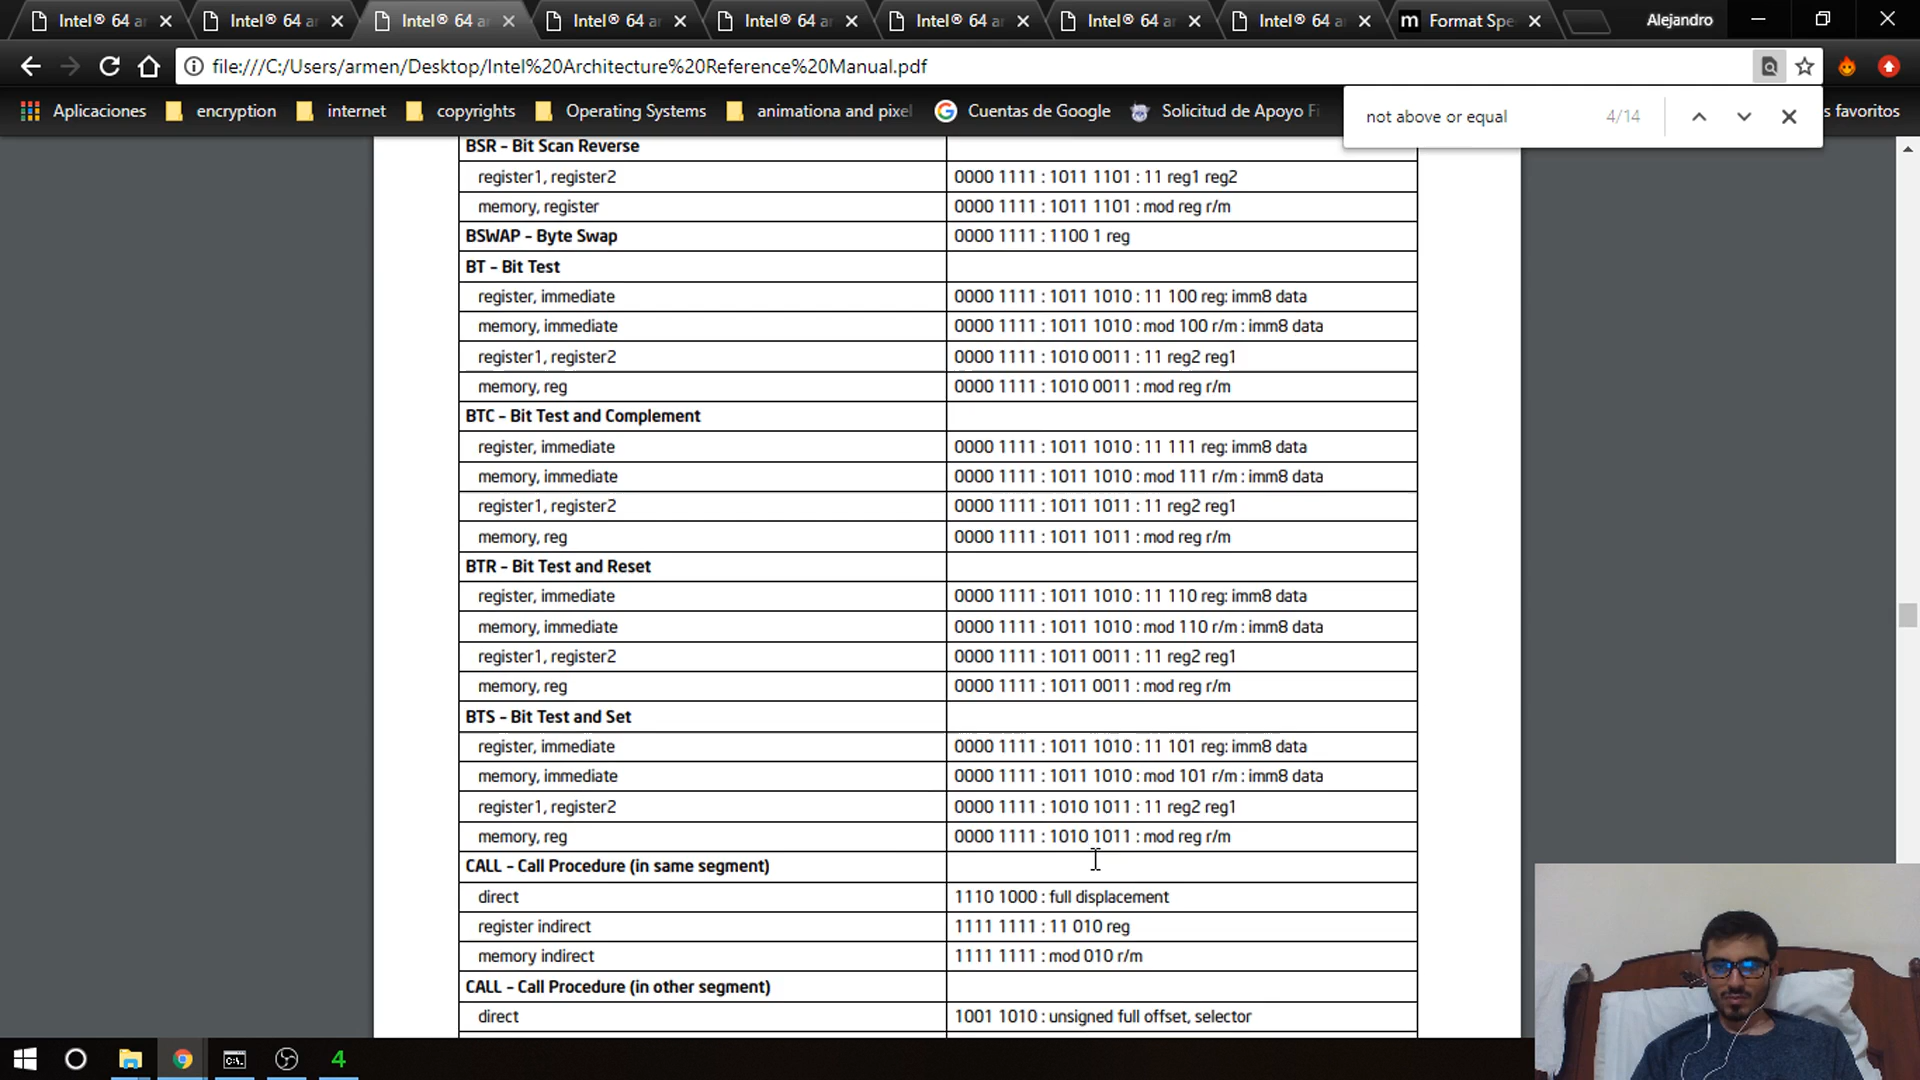 Intel® 64 ar Intel® 64 ar Intel® 64 ar Intel® 64 ar Intel® 64 ar Intel® 64 ar Intel® 64 ar Intel® 64 ar m Format Spe Alejandro
file:///C:/Users/armen/Desktop/Intel%20Architecture%20Reference%20Manual.pdf
Aplicaciones encryption internet copyrights Operating Systems animationa and pixel G Cuentas de Google Solicitud de Apoyo Fi s favoritos
not above or equal 4/14
BSR – Bit Scan Reverse
register1, register2 0000 1111 : 1011 1101 : 11 reg1 reg2
memory, register 0000 1111 : 1011 1101 : mod reg r/m
BSWAP – Byte Swap 0000 1111 : 1100 1 reg
BT – Bit Test
register, immediate 0000 1111 : 1011 1010 : 11 100 reg: imm8 data
memory, immediate 0000 1111 : 1011 1010 : mod 100 r/m : imm8 data
register1, register2 0000 1111 : 1010 0011 : 11 reg2 reg1
memory, reg 0000 1111 : 1010 0011 : mod reg r/m
BTC – Bit Test and Complement
register, immediate 0000 1111 : 1011 1010 : 11 111 reg: imm8 data
memory, immediate 0000 1111 : 1011 1010 : mod 111 r/m : imm8 data
register1, register2 0000 1111 : 1011 1011 : 11 reg2 reg1
memory, reg 0000 1111 : 1011 1011 : mod reg r/m
BTR – Bit Test and Reset
register, immediate 0000 1111 : 1011 1010 : 11 110 reg: imm8 data
memory, immediate 0000 1111 : 1011 1010 : mod 110 r/m : imm8 data
register1, register2 0000 1111 : 1011 0011 : 11 reg2 reg1
memory, reg 0000 1111 : 1011 0011 : mod reg r/m
BTS – Bit Test and Set
register, immediate 0000 1111 : 1011 1010 : 11 101 reg: imm8 data
memory, immediate 0000 1111 : 1011 1010 : mod 101 r/m : imm8 data
register1, register2 0000 1111 : 1010 1011 : 11 reg2 reg1
memory, reg 0000 1111 : 1010 1011 : mod reg r/m
CALL – Call Procedure (in same segment)
direct 1110 1000 : full displacement
register indirect 1111 1111 : 11 010 reg
memory indirect 1111 1111 : mod 010 r/m
CALL – Call Procedure (in other segment)
direct 1001 1010 : unsigned full offset, selector
4